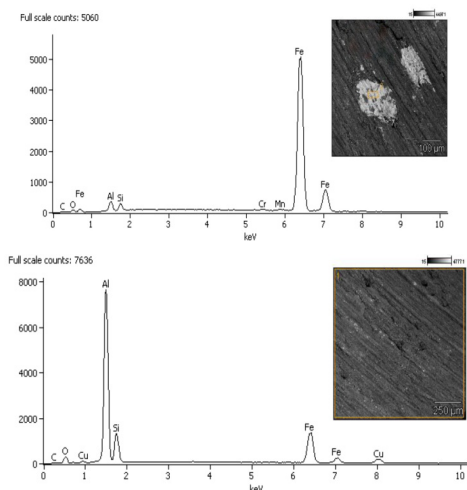 Full scale counts: 5060
5000
4000
3000
2000
1000
0
C O Fe Al Si Cr Mn Fe Fe
0 1 2 3 4 5 6 7 8 9 10
keV
100 µm
Full scale counts: 7636
8000
6000
4000
2000
0
C O Cu Al Si Fe Fe Cu
0 1 2 3 4 5 6 7 8 9 10
keV
250 µm